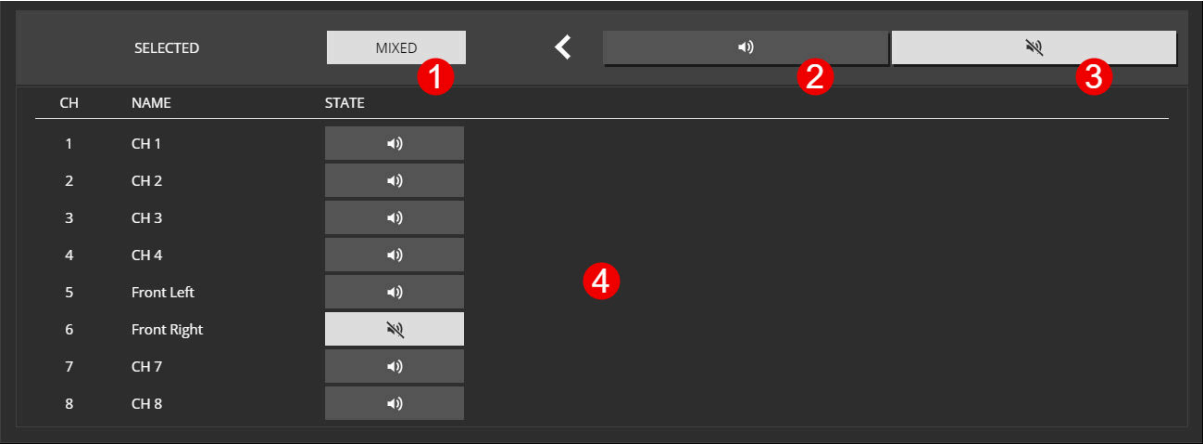 SELECTED MIXED
1 2 3
CH NAME STATE
1 CH 1
2 CH 2
3 CH 3
4 CH 4
4
5 Front Left
6 Front Right
7 CH 7
8 CH 8